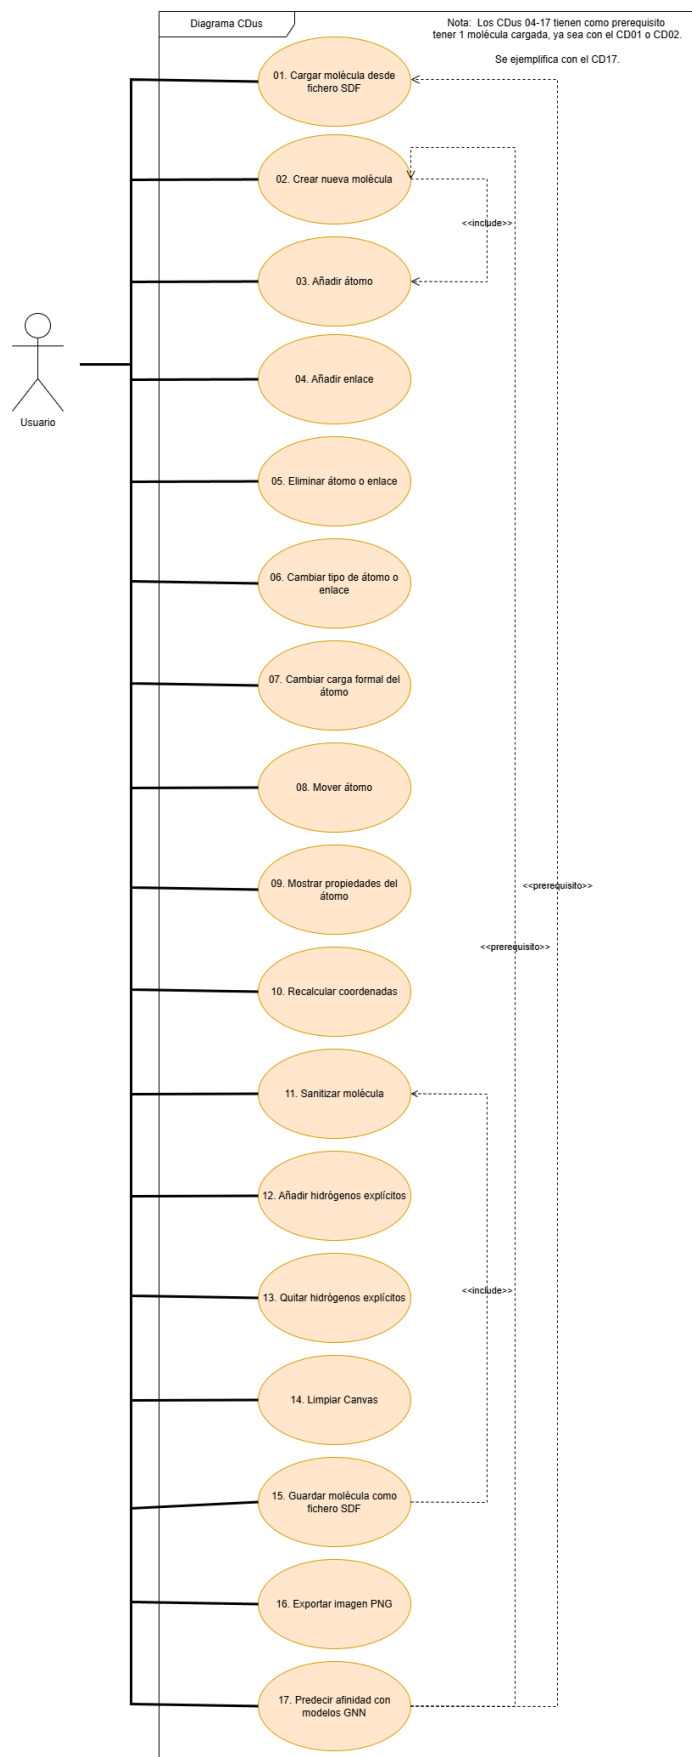 Diagrama CDus
Nota:  Los CDus 04-17 tienen como prerequisito
tener 1 molécula cargada, ya sea con el CD01 o CD02.
Se ejemplifica con el CD17.
01. Cargar molécula desde
fichero SDF
02. Crear nueva molécula
<<include>>
03. Añadir átomo
Usuario
04. Añadir enlace
05. Eliminar átomo o enlace
06. Cambiar tipo de átomo o
enlace
07. Cambiar carga formal del
átomo
08. Mover átomo
09. Mostrar propiedades del
átomo
<<prerequisito>>
<<prerequisito>>
10. Recalcular coordenadas
11. Sanitizar molécula
12. Añadir hidrógenos explícitos
13. Quitar hidrógenos explícitos
<<include>>
14. Limpiar Canvas
15. Guardar molécula como
fichero SDF
16. Exportar imagen PNG
17. Predecir afinidad con
modelos GNN